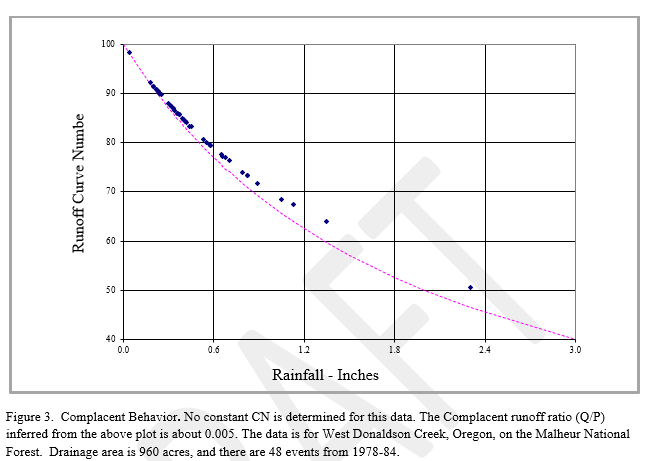 100
90
80
70
60
50
40
Runoff Curve Numbe
0.0 0.6 1.2 1.8 2.4 3.0
Rainfall - Inches
Figure 3. Complacent Behavior. No constant CN is determined for this data. The Complacent runoff ratio (Q/P)
inferred from the above plot is about 0.005. The data is for West Donaldson Creek, Oregon, on the Malheur National
Forest. Drainage area is 960 acres, and there are 48 events from 1978-84.
RAFT